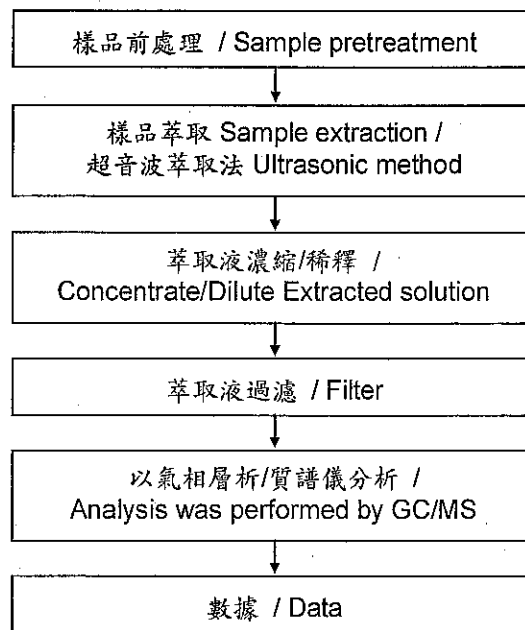 樣品前處理 / Sample pretreatment
樣品萃取 Sample extraction /
超音波萃取法 Ultrasonic method
萃取液濃縮/稀釋 /
Concentrate/Dilute Extracted solution
萃取液過濾 / Filter
以氣相層析/質譜儀分析 /
Analysis was performed by GC/MS
數據 / Data